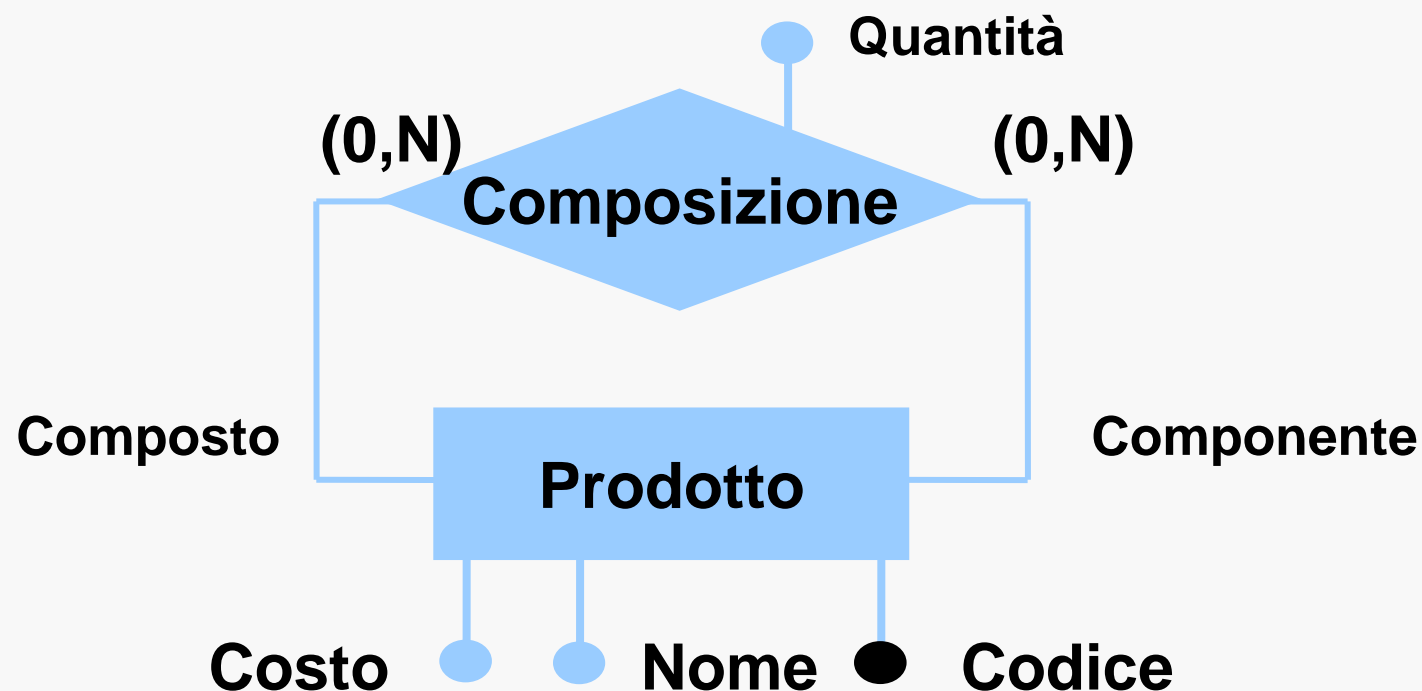 Quantità
(0,N)
(0,N)
Composizione
Composto
Componente
Prodotto
Costo
Nome
Codice